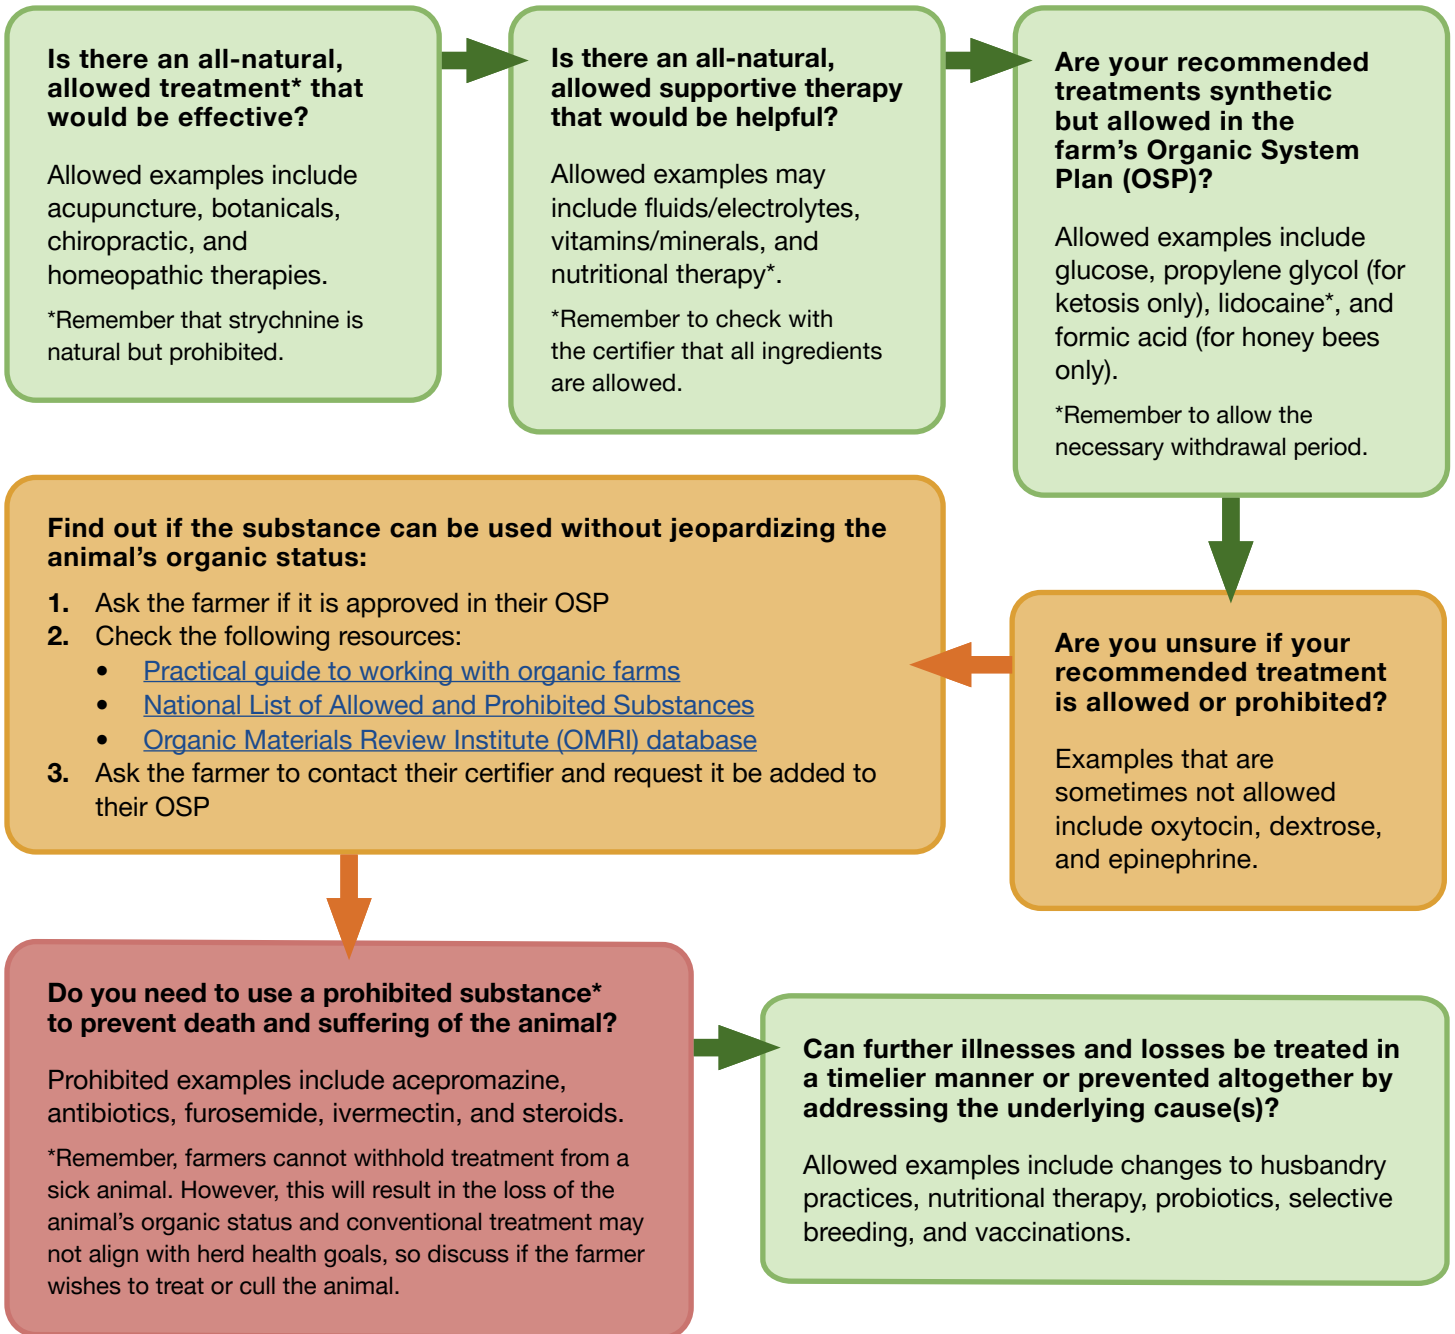 Is there an all-natural,
allowed treatment* that
would be effective?
Allowed examples include
acupuncture, botanicals,
chiropractic, and
homeopathic therapies.
*Remember that strychnine is
natural but prohibited.
Is there an all-natural,
allowed supportive therapy
that would be helpful?
Allowed examples may
include fluids/electrolytes,
vitamins/minerals, and
nutritional therapy*.
*Remember to check with
the certifier that all ingredients
are allowed.
Are your recommended
treatments synthetic
but allowed in the
farm’s Organic System
Plan (OSP)?
Allowed examples include
glucose, propylene glycol (for
ketosis only), lidocaine*, and
formic acid (for honey bees
only).
*Remember to allow the
necessary withdrawal period.
Are you unsure if your
recommended treatment
is allowed or prohibited?
Examples that are
sometimes not allowed
include oxytocin, dextrose,
and epinephrine.
Find out if the substance can be used without jeopardizing the
animal’s organic status:
1. Ask the farmer if it is approved in their OSP
2. Check the following resources:
• Practical guide to working with organic farms
• National List of Allowed and Prohibited Substances
• Organic Materials Review Institute (OMRI) database
3. Ask the farmer to contact their certifier and request it be added to
their OSP
Do you need to use a prohibited substance*
to prevent death and suffering of the animal?
Prohibited examples include acepromazine,
antibiotics, furosemide, ivermectin, and steroids.
*Remember, farmers cannot withhold treatment from a
sick animal. However, this will result in the loss of the
animal’s organic status and conventional treatment may
not align with herd health goals, so discuss if the farmer
wishes to treat or cull the animal.
Can further illnesses and losses be treated in
a timelier manner or prevented altogether by
addressing the underlying cause(s)?
Allowed examples include changes to husbandry
practices, nutritional therapy, probiotics, selective
breeding, and vaccinations.